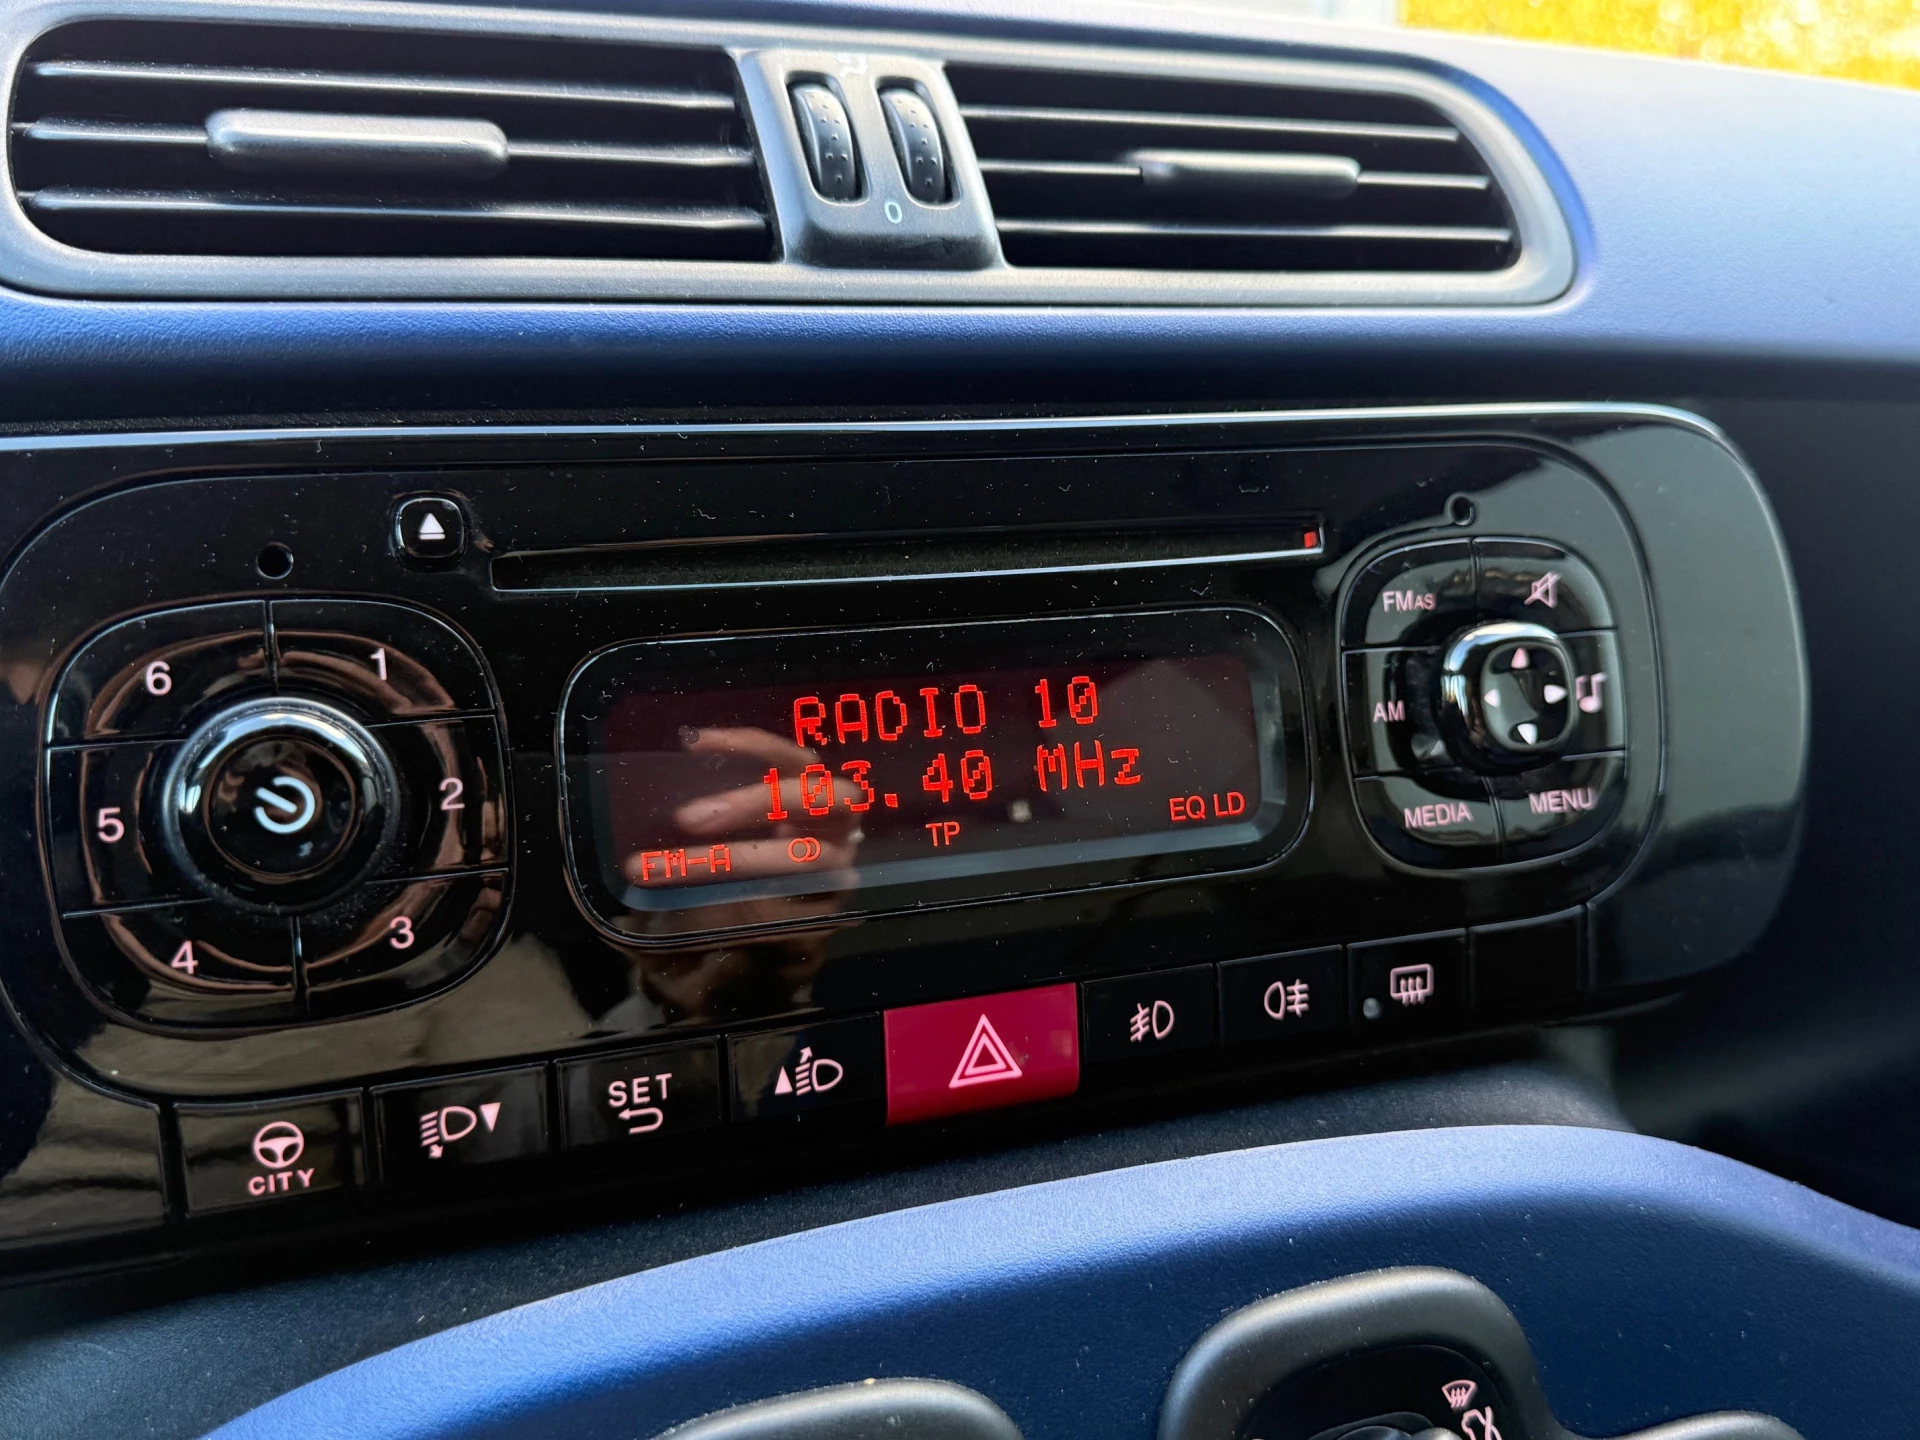 0
FMAS
6
1
RADIO 10
AM
5
2
103.40 MHz
MEDIA
MENU
FM-A
TP
EQ LD
4
3
SET
CITY